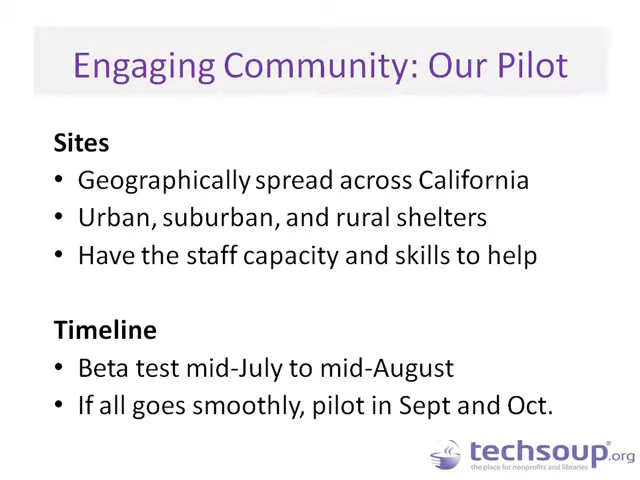 Engaging Community: Our Pilot
Sites
• Geographically spread across California
• Urban, suburban, and rural shelters
• Have the staff capacity and skills to help
Timeline
• Beta test mid-July to mid-August
• If all goes smoothly, pilot in Sept and Oct.
techsoup®.org
the place for nonprofits and libraries